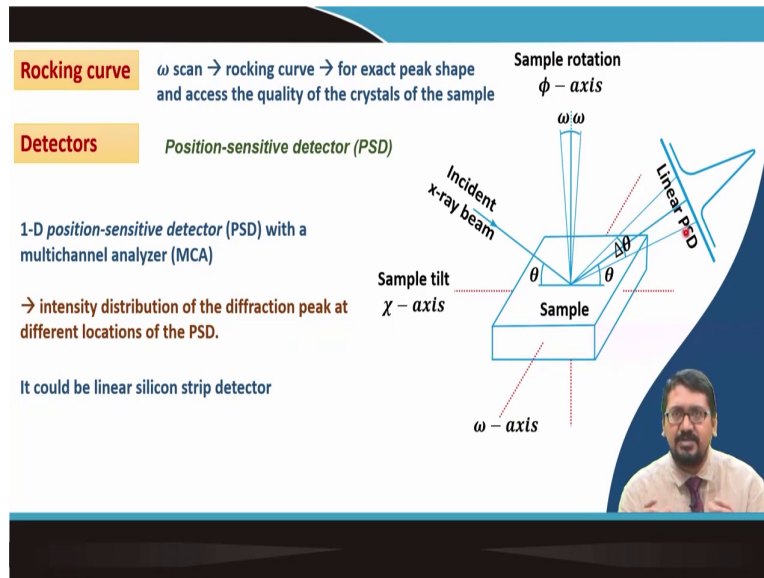 Rocking curve
ω scan → rocking curve → for exact peak shape
and access the quality of the crystals of the sample
Detectors
Position-sensitive detector (PSD)
1-D position-sensitive detector (PSD) with a
multichannel analyzer (MCA)
→ intensity distribution of the diffraction peak at
different locations of the PSD.
It could be linear silicon strip detector
Sample rotation
ϕ − axis
ω ω
Incident
x-ray beam
Linear PSD
Δθ
θ
θ
Sample tilt
χ − axis
Sample
ω − axis